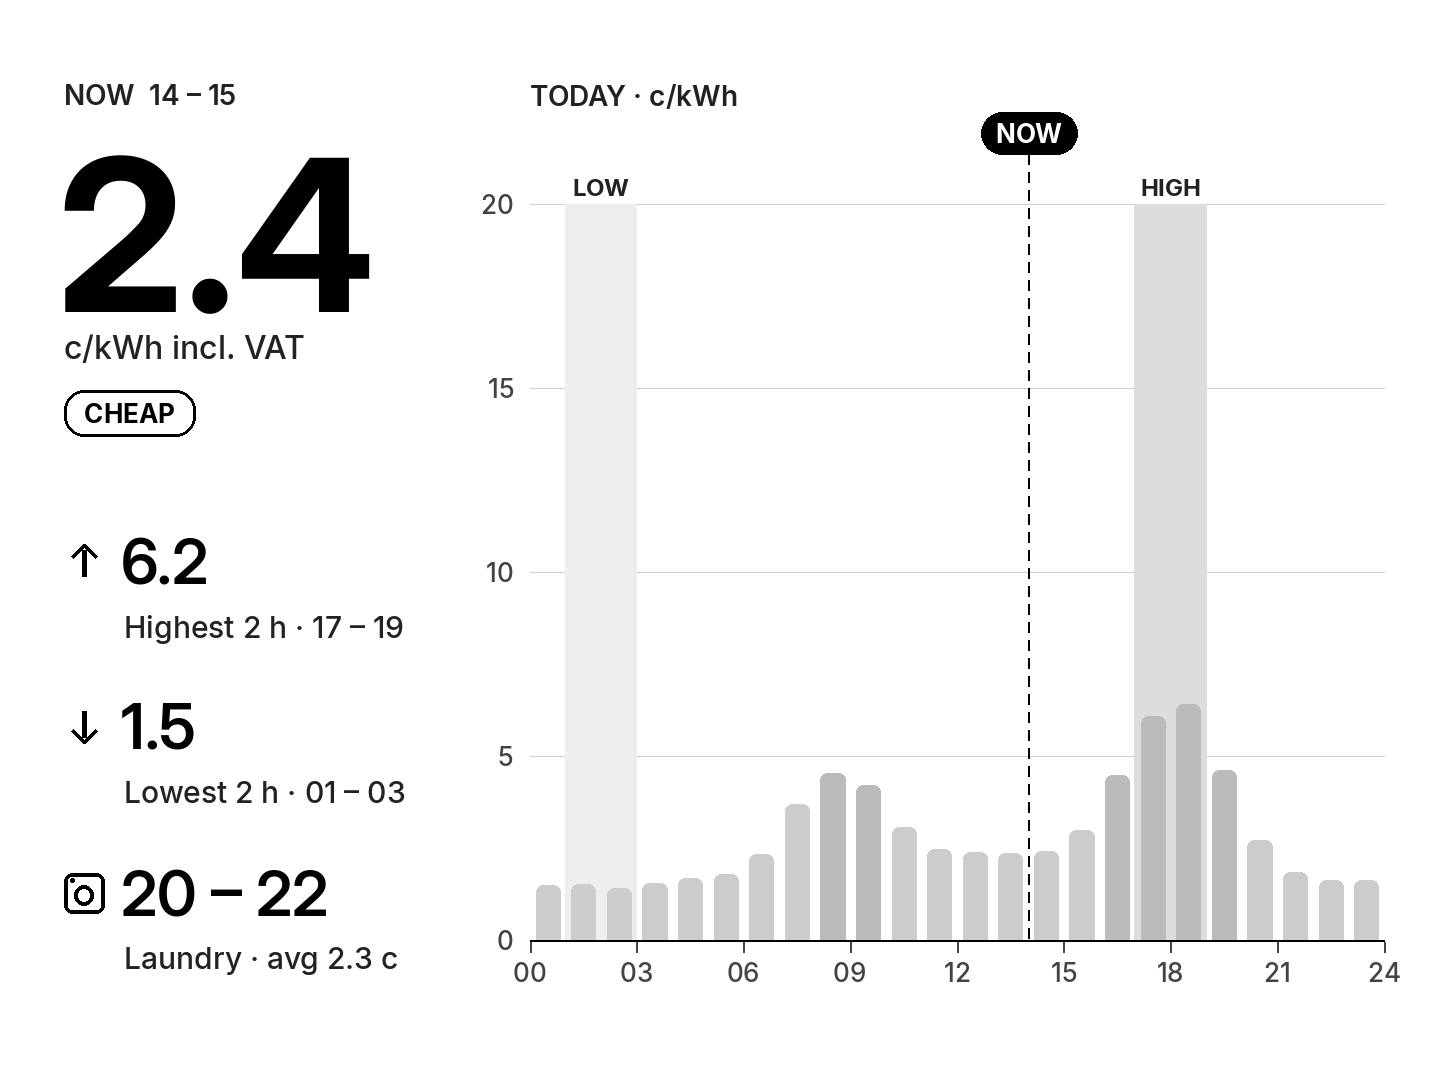 NOW 14 – 15
2.4
c/kWh incl. VAT
CHEAP
6.2
Highest 2 h · 17 – 19
1.5
Lowest 2 h · 01 – 03
20 – 22
Laundry · avg 2.3 c
TODAY · c/kWh
NOW
LOW
HIGH
20
15
10
5
0
00 03 06 09 12 15 18 21 24